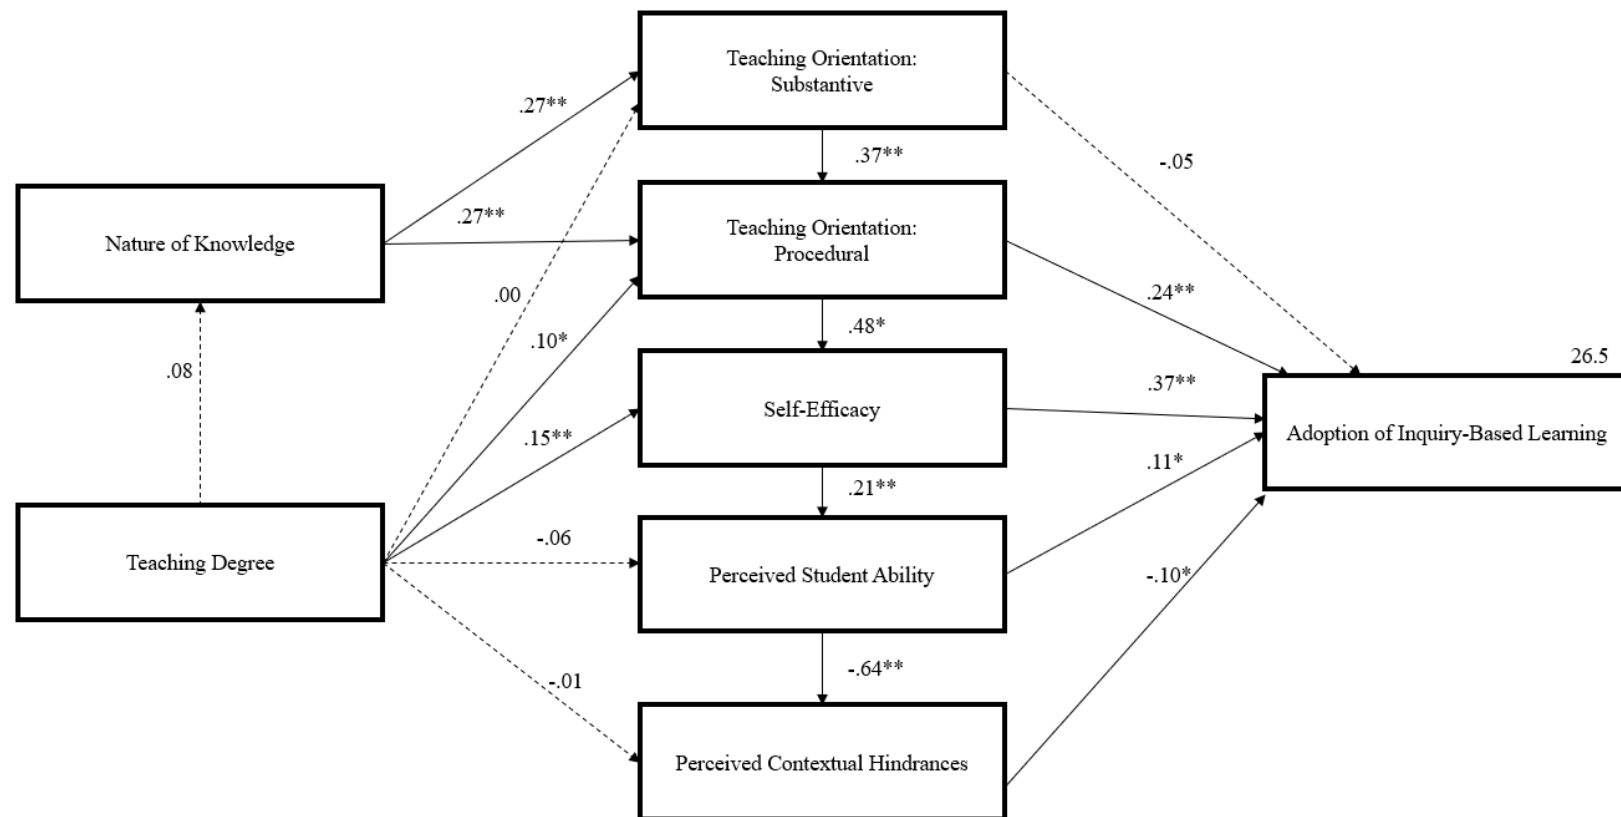 Teaching Orientation:
Substantive
.27**
.37**
-.05
Nature of Knowledge
.27**
Teaching Orientation:
Procedural
.00
.24**
.10*
.48*
.08
26.5
.37**
Self-Efficacy
Adoption of Inquiry-Based Learning
.15**
.11*
.21**
-.06
Teaching Degree
Perceived Student Ability
-.10*
-.64**
-.01
Perceived Contextual Hindrances